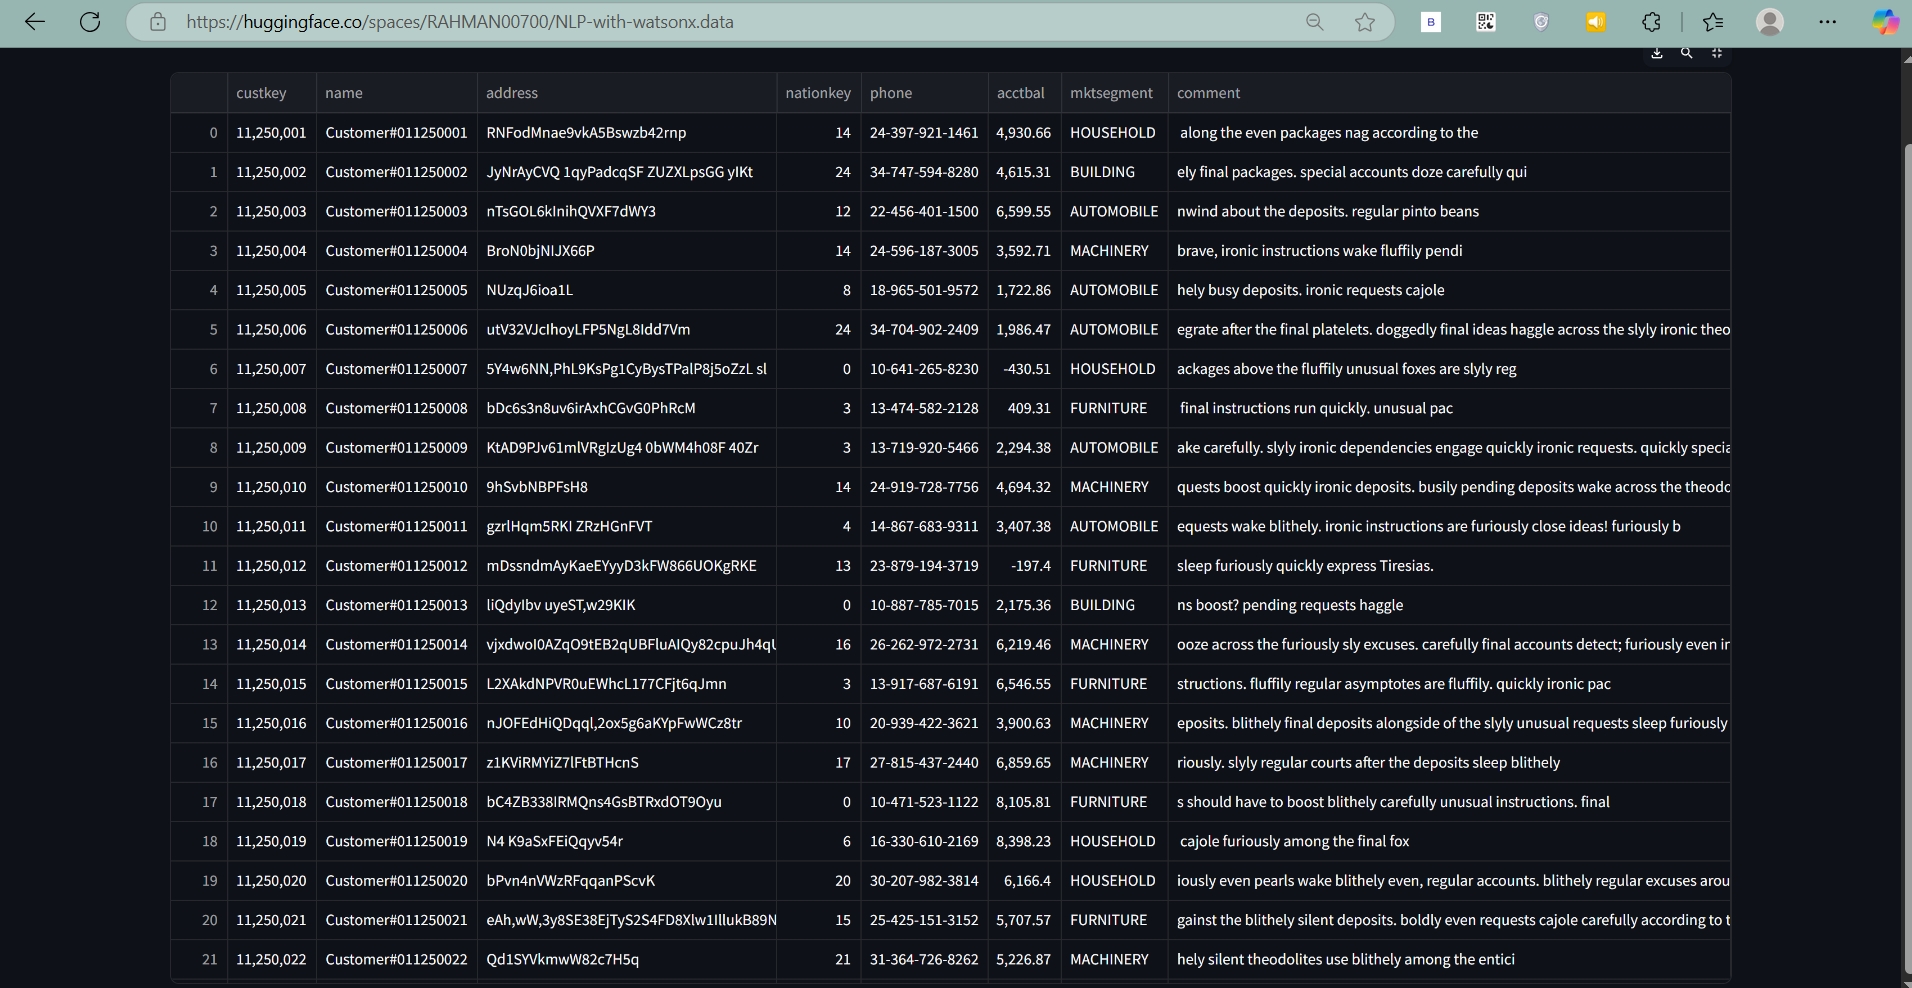 https://huggingface.co/spaces/RAHMAN00700/NLP-with-watsonx.data
custkey name address nationkey phone acctbal mktsegment comment
0 11,250,001 Customer#011250001 RNFodMnae9vkA5Bswzb42rnp 14 24-397-921-1461 4,930.66 HOUSEHOLD along the even packages nag according to the
1 11,250,002 Customer#011250002 JyNrAyCVQ 1qyPadcqSF ZUZXLpsGG yIKt 24 34-747-594-8280 4,615.31 BUILDING ely final packages. special accounts doze carefully qui
2 11,250,003 Customer#011250003 nTsGOL6kInihQVXF7dWY3 12 22-456-401-1500 6,599.55 AUTOMOBILE nwind about the deposits. regular pinto beans
3 11,250,004 Customer#011250004 BroN0bjNIJX66P 14 24-596-187-3005 3,592.71 MACHINERY brave, ironic instructions wake fluffily pendi
4 11,250,005 Customer#011250005 NUzqJ6ioa1L 8 18-965-501-9572 1,722.86 AUTOMOBILE hely busy deposits. ironic requests cajole
5 11,250,006 Customer#011250006 utV32VJcIhoyLFP5NgL8Idd7Vm 24 34-704-902-2409 1,986.47 AUTOMOBILE egrate after the final platelets. doggedly final ideas haggle across the slyly ironic theo
6 11,250,007 Customer#011250007 5Y4w6NN,PhL9KsPg1CyBysTPalP8j5oZzL sl 0 10-641-265-8230 -430.51 HOUSEHOLD ackages above the fluffily unusual foxes are slyly reg
7 11,250,008 Customer#011250008 bDc6s3n8uv6irAxhCGvG0PhRcM 3 13-474-582-2128 409.31 FURNITURE final instructions run quickly. unusual pac
8 11,250,009 Customer#011250009 KtAD9PJv61mlVRgIzUg4 0bWM4h08F 40Zr 3 13-719-920-5466 2,294.38 AUTOMOBILE ake carefully. slyly ironic dependencies engage quickly ironic requests. quickly specia
9 11,250,010 Customer#011250010 9hSvbNBPFsH8 14 24-919-728-7756 4,694.32 MACHINERY quests boost quickly ironic deposits. busily pending deposits wake across the theodo
10 11,250,011 Customer#011250011 gzrlHqm5RKI ZRzHGnFVT 4 14-867-683-9311 3,407.38 AUTOMOBILE equests wake blithely. ironic instructions are furiously close ideas! furiously b
11 11,250,012 Customer#011250012 mDssndmAyKaeEYyyD3kFW866UOKgRKE 13 23-879-194-3719 -197.4 FURNITURE sleep furiously quickly express Tiresias.
12 11,250,013 Customer#011250013 liQdyIbv uyeST,w29KIK 0 10-887-785-7015 2,175.36 BUILDING ns boost? pending requests haggle
13 11,250,014 Customer#011250014 16 26-262-972-2731 6,219.46 MACHINERY ooze across the furiously sly excuses. carefully final accounts detect; furiously even ir
14 11,250,015 Customer#011250015 L2XAkdNPVR0uEWhcL177CFjt6qJmn 3 13-917-687-6191 6,546.55 FURNITURE structions. fluffily regular asymptotes are fluffily. quickly ironic pac
15 11,250,016 Customer#011250016 nJOFEdHiQDqql,2ox5g6aKYpFwWCz8tr 10 20-939-422-3621 3,900.63 MACHINERY eposits. blithely final deposits alongside of the slyly unusual requests sleep furiously
16 11,250,017 Customer#011250017 z1KViRMYiZ7lFtBTHcnS 17 27-815-437-2440 6,859.65 MACHINERY riously. slyly regular courts after the deposits sleep blithely
17 11,250,018 Customer#011250018 bC4ZB338IRMQns4GsBTRxdOT9Oyu 0 10-471-523-1122 8,105.81 FURNITURE s should have to boost blithely carefully unusual instructions. final
18 11,250,019 Customer#011250019 N4 K9aSxFEiQqyv54r 6 16-330-610-2169 8,398.23 HOUSEHOLD cajole furiously among the final fox
19 11,250,020 Customer#011250020 bPvn4nVWzRFqqanPScvK 20 30-207-982-3814 6,166.4 HOUSEHOLD iously even pearls wake blithely even, regular accounts. blithely regular excuses arou
20 11,250,021 Customer#011250021 15 25-425-151-3152 5,707.57 FURNITURE gainst the blithely silent deposits. boldly even requests cajole carefully according to t
21 11,250,022 Customer#011250022 Qd1SYVkmwW82c7H5q 21 31-364-726-8262 5,226.87 MACHINERY hely silent theodolites use blithely among the entici